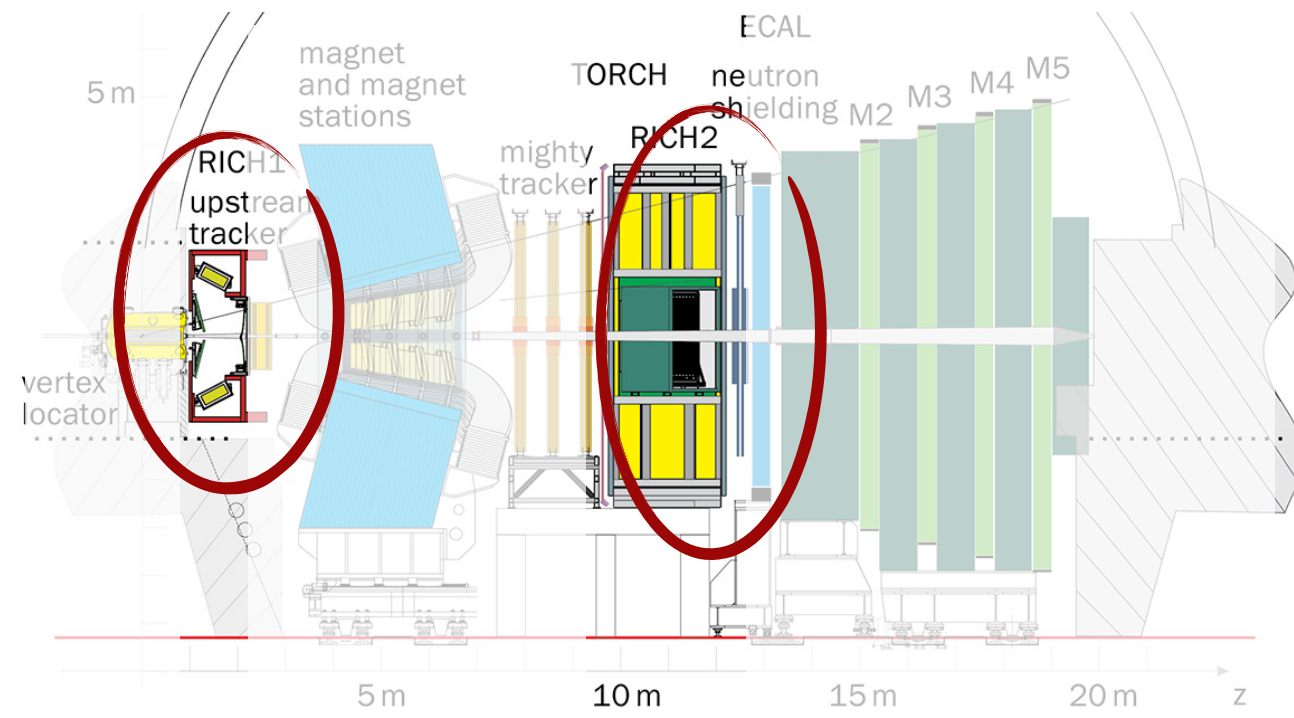 ECAL
magnet
and magnet
stations
TORCH
neutron
shielding
M2
M3
M4
M5
5 m
RICH1
upstream
tracker
mighty
tracker
RICH2
vertex
locator
5 m
10 m
15 m
20 m
z